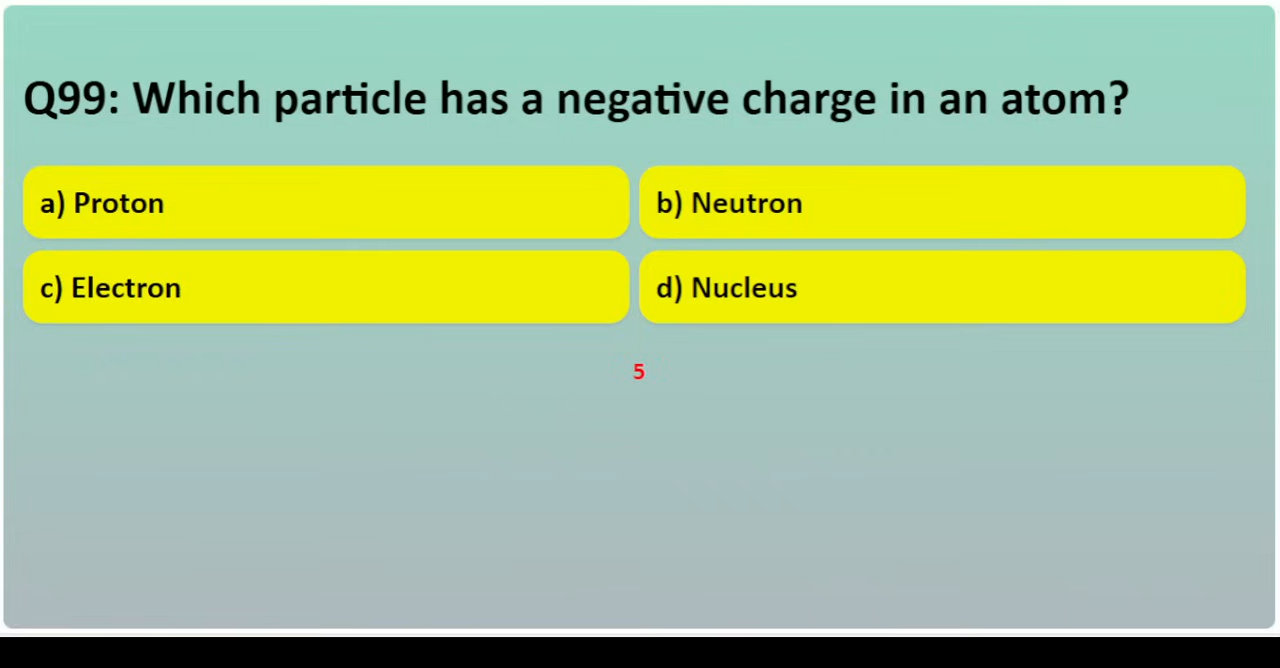 Q99: Which particle has a negative charge in an atom?
a) Proton
b) Neutron
c) Electron
d) Nucleus
5